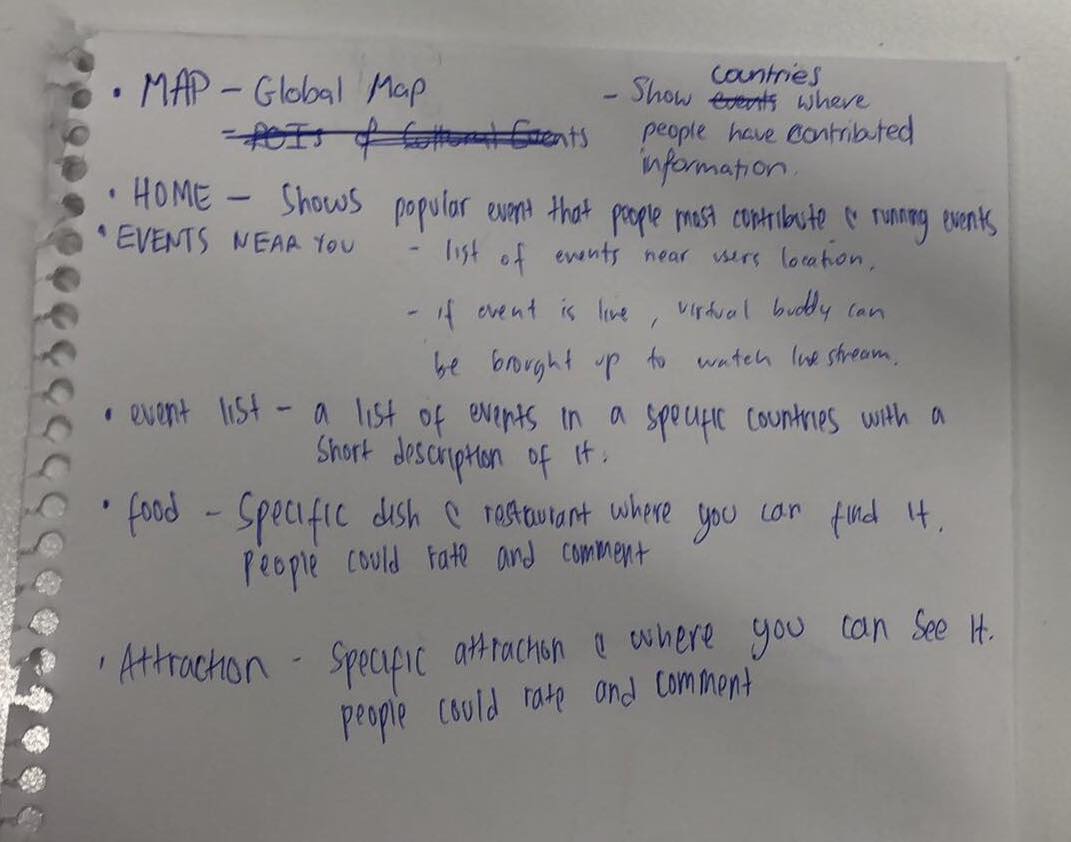 • MAP – Global Map
= POIs & Cultural Events
– Show events countries where
people have contributed
information.
• HOME – Shows popular event that people most contribute & running events
• EVENTS NEAR YOU - list of events near users location.
- if event is live, virtual buddy can
be brought up to watch live stream.
• event list – a list of events in a specific countries with a
short description of it.
• food – Specific dish & restaurant where you can find it.
people could rate and comment
• Attraction - Specific attraction & where you can see it.
people could rate and comment